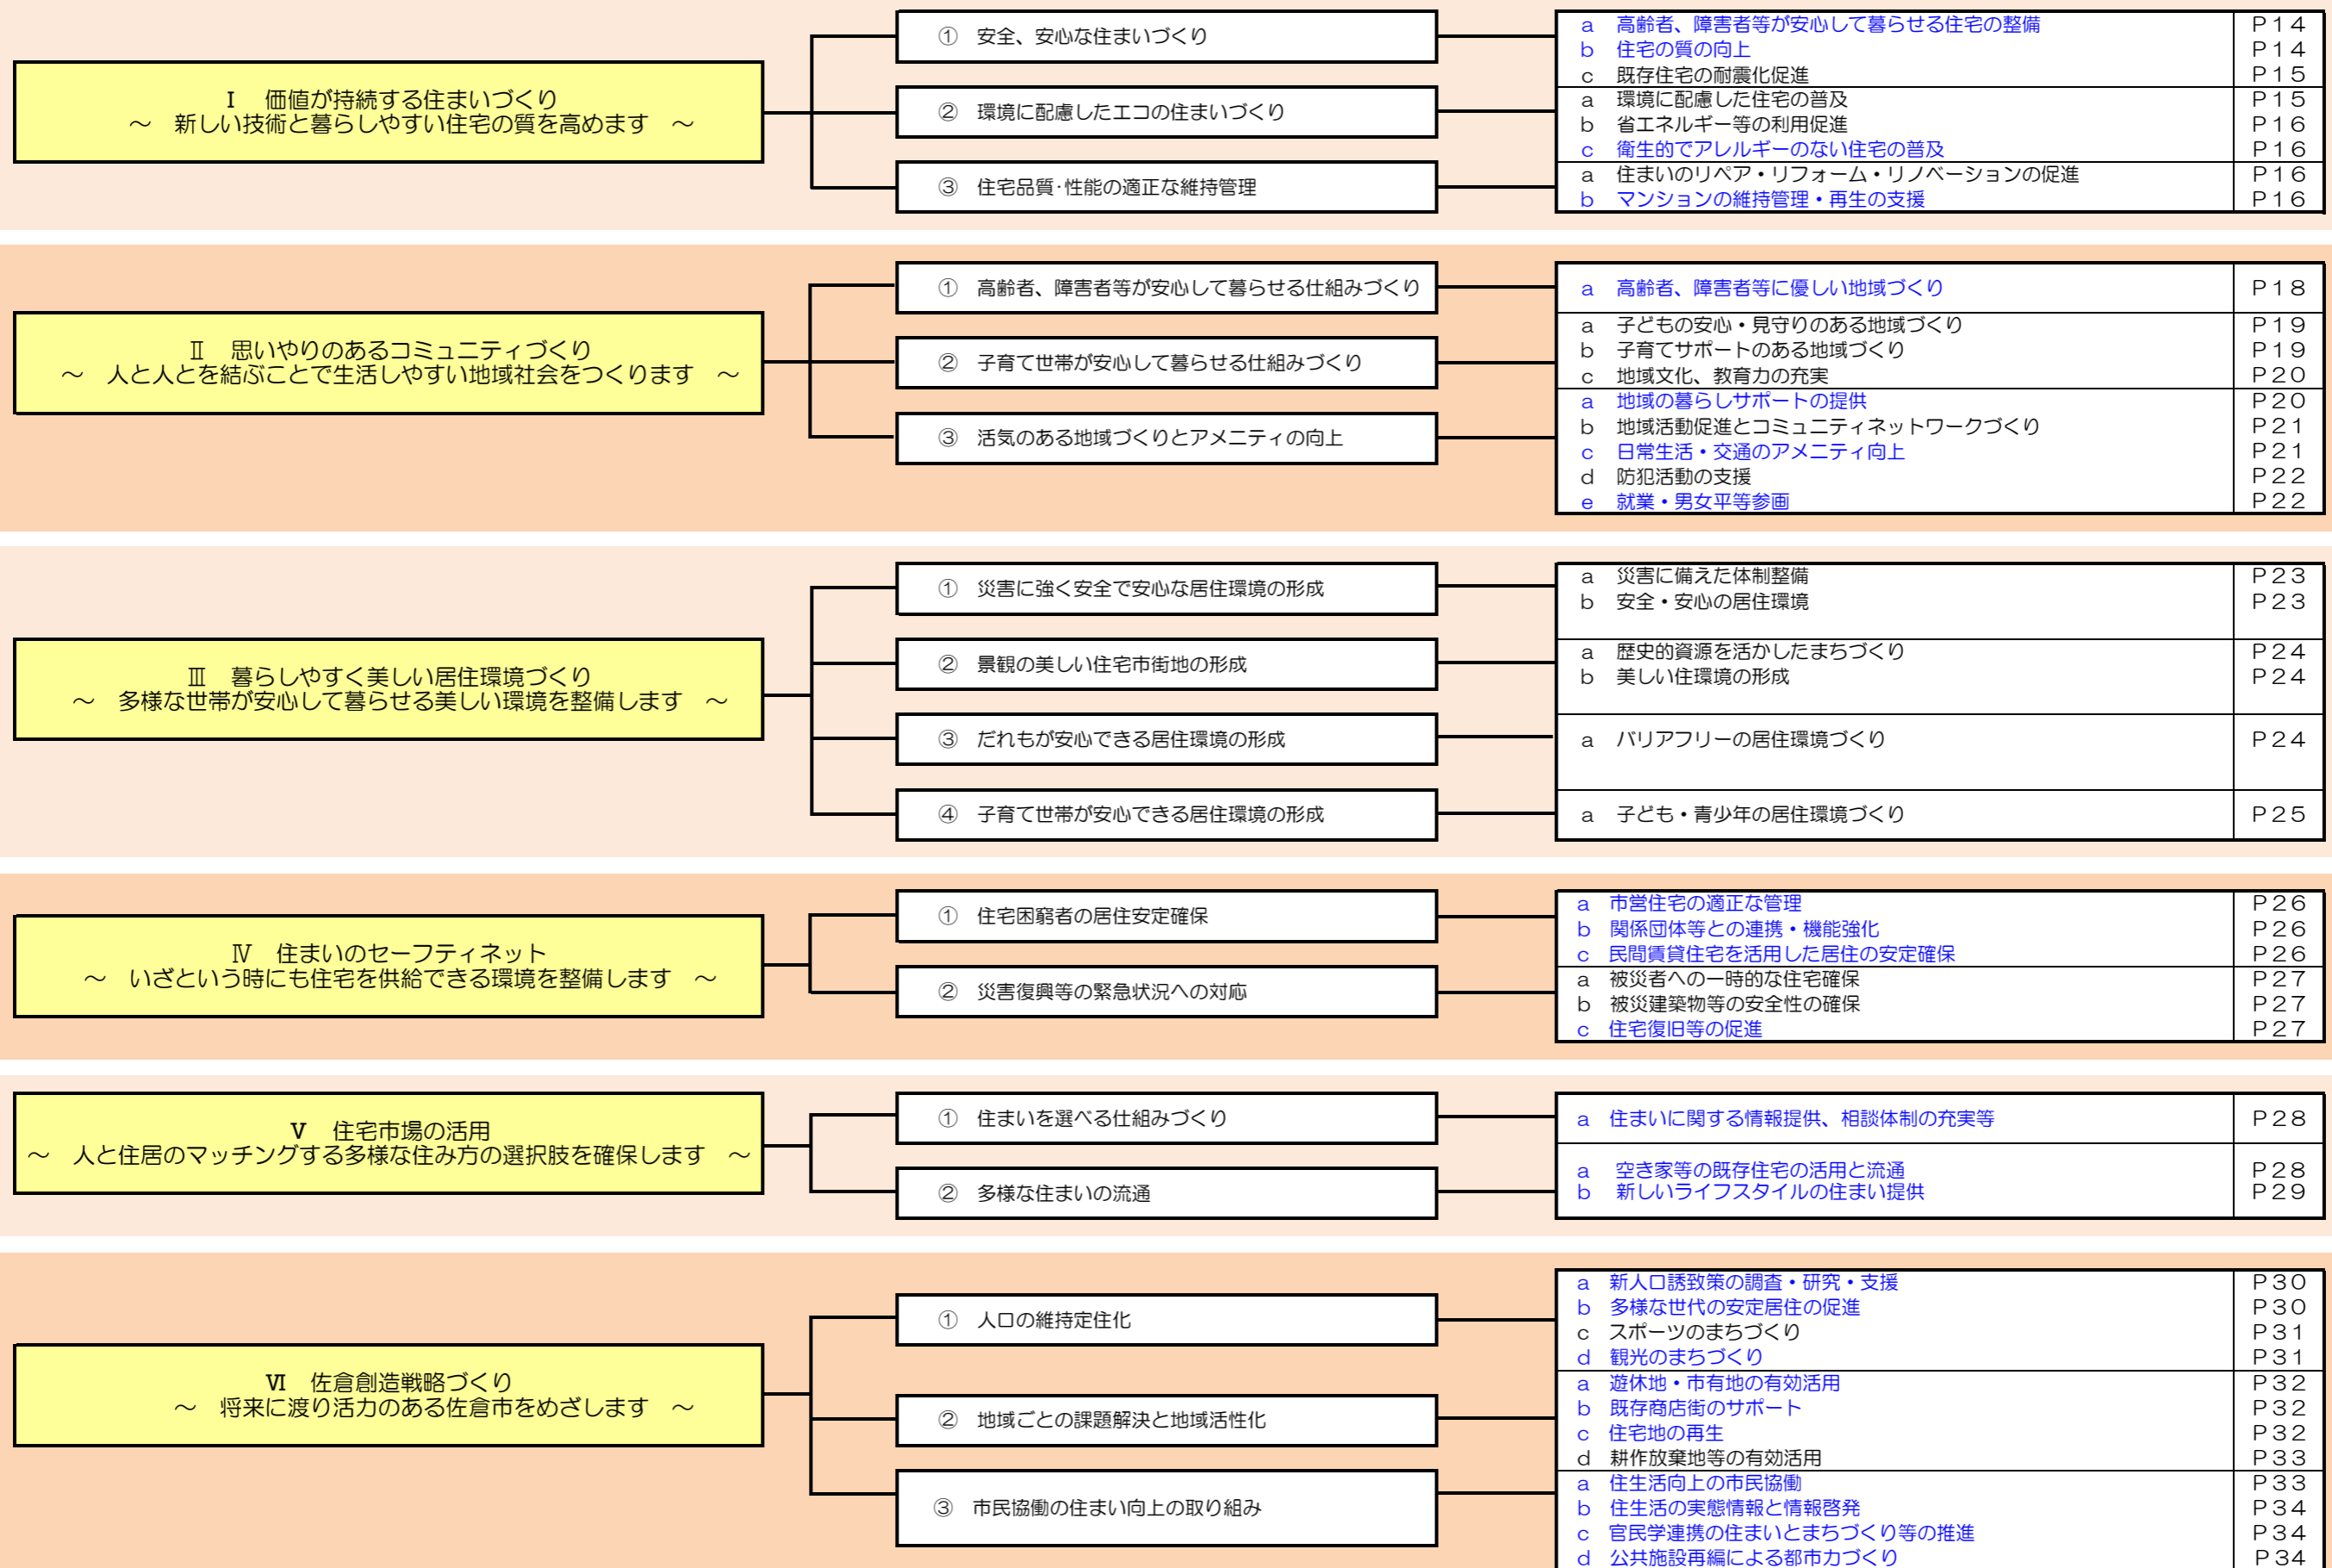 Ⅰ　価値が持続する住まいづくり
～　新しい技術と暮らしやすい住宅の質を高めます　～
①　安全、安心な住まいづくり
a　高齢者、障害者等が安心して暮らせる住宅の整備　Ｐ１４
b　住宅の質の向上　Ｐ１４
c　既存住宅の耐震化促進　Ｐ１５
②　環境に配慮したエコの住まいづくり
a　環境に配慮した住宅の普及　Ｐ１５
b　省エネルギー等の利用促進　Ｐ１６
c　衛生的でアレルギーのない住宅の普及　Ｐ１６
③　住宅品質･性能の適正な維持管理
a　住まいのリペア・リフォーム・リノベーションの促進　Ｐ１６
b　マンションの維持管理・再生の支援　Ｐ１６
Ⅱ　思いやりのあるコミュニティづくり
～　人と人とを結ぶことで生活しやすい地域社会をつくります　～
①　高齢者、障害者等が安心して暮らせる仕組みづくり
a　高齢者、障害者等に優しい地域づくり　Ｐ１８
②　子育て世帯が安心して暮らせる仕組みづくり
a　子どもの安心・見守りのある地域づくり　Ｐ１９
b　子育てサポートのある地域づくり　Ｐ１９
c　地域文化、教育力の充実　Ｐ２０
③　活気のある地域づくりとアメニティの向上
a　地域の暮らしサポートの提供　Ｐ２０
b　地域活動促進とコミュニティネットワークづくり　Ｐ２１
c　日常生活・交通のアメニティ向上　Ｐ２１
d　防犯活動の支援　Ｐ２２
e　就業・男女平等参画　Ｐ２２
Ⅲ　暮らしやすく美しい居住環境づくり
～　多様な世帯が安心して暮らせる美しい環境を整備します　～
①　災害に強く安全で安心な居住環境の形成
a　災害に備えた体制整備　Ｐ２３
b　安全・安心の居住環境　Ｐ２３
②　景観の美しい住宅市街地の形成
a　歴史的資源を活かしたまちづくり　Ｐ２４
b　美しい住環境の形成　Ｐ２４
③　だれもが安心できる居住環境の形成
a　バリアフリーの居住環境づくり　Ｐ２４
④　子育て世帯が安心できる居住環境の形成
a　子ども・青少年の居住環境づくり　Ｐ２５
Ⅳ　住まいのセーフティネット
～　いざという時にも住宅を供給できる環境を整備します　～
①　住宅困窮者の居住安定確保
a　市営住宅の適正な管理　Ｐ２６
b　関係団体等との連携・機能強化　Ｐ２６
c　民間賃貸住宅を活用した居住の安定確保　Ｐ２６
②　災害復興等の緊急状況への対応
a　被災者への一時的な住宅確保　Ｐ２７
b　被災建築物等の安全性の確保　Ｐ２７
c　住宅復旧等の促進　Ｐ２７
Ⅴ　住宅市場の活用
～　人と住居のマッチングする多様な住み方の選択肢を確保します　～
①　住まいを選べる仕組みづくり
a　住まいに関する情報提供、相談体制の充実等　Ｐ２８
②　多様な住まいの流通
a　空き家等の既存住宅の活用と流通　Ｐ２８
b　新しいライフスタイルの住まい提供　Ｐ２９
Ⅵ　佐倉創造戦略づくり
～　将来に渡り活力のある佐倉市をめざします　～
①　人口の維持定住化
a　新人口誘致策の調査・研究・支援　Ｐ３０
b　多様な世代の安定居住の促進　Ｐ３０
c　スポーツのまちづくり　Ｐ３１
d　観光のまちづくり　Ｐ３１
②　地域ごとの課題解決と地域活性化
a　遊休地・市有地の有効活用　Ｐ３２
b　既存商店街のサポート　Ｐ３２
c　住宅地の再生　Ｐ３２
d　耕作放棄地等の有効活用　Ｐ３３
③　市民協働の住まい向上の取り組み
a　住生活向上の市民協働　Ｐ３３
b　住生活の実態情報と情報啓発　Ｐ３４
c　官民学連携の住まいとまちづくり等の推進　Ｐ３４
d　公共施設再編による都市力づくり　Ｐ３４